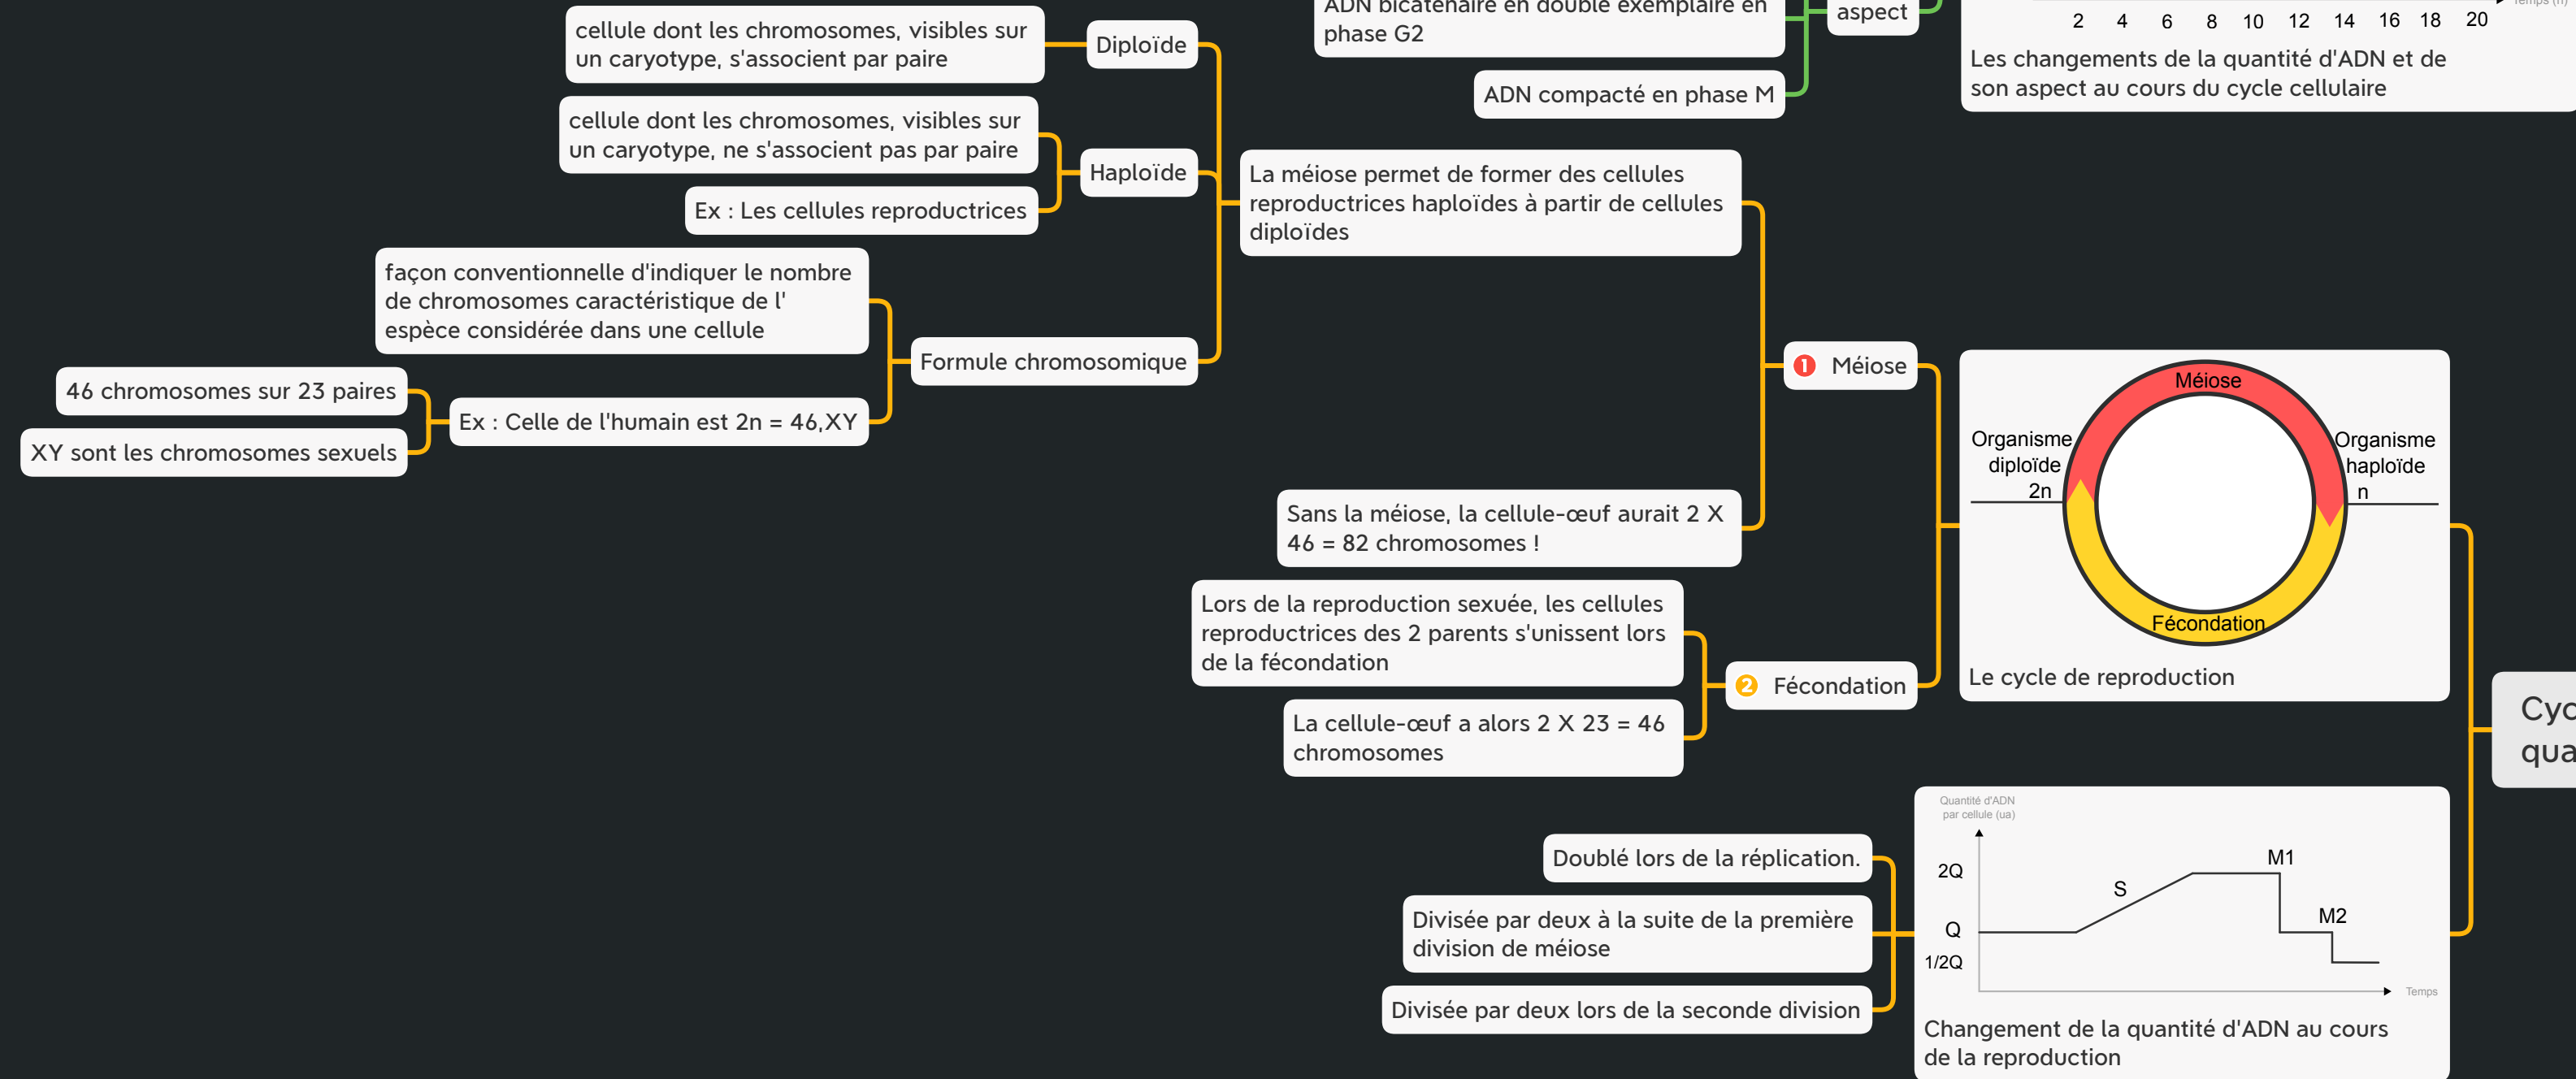 cellule dont les chromosomes, visibles sur
un caryotype, s'associent par paire
Diploïde
cellule dont les chromosomes, visibles sur
un caryotype, ne s'associent pas par paire
Haploïde
Ex : Les cellules reproductrices
façon conventionnelle d'indiquer le nombre
de chromosomes caractéristique de l'
espèce considérée dans une cellule
Formule chromosomique
46 chromosomes sur 23 paires
Ex : Celle de l'humain est 2n = 46,XY
XY sont les chromosomes sexuels
ADN bicaténaire en double exemplaire en
phase G2
aspect
ADN compacté en phase M
Temps (h)
2 4 6 8 10 12 14 16 18 20
Les changements de la quantité d'ADN et de
son aspect au cours du cycle cellulaire
La méiose permet de former des cellules
reproductrices haploïdes à partir de cellules
diploïdes
1 Méiose
Sans la méiose, la cellule-œuf aurait 2 X
46 = 82 chromosomes !
Lors de la reproduction sexuée, les cellules
reproductrices des 2 parents s'unissent lors
de la fécondation
2 Fécondation
La cellule-œuf a alors 2 X 23 = 46
chromosomes
Méiose
Organisme
diploïde
2n
Organisme
haploïde
n
Fécondation
Le cycle de reproduction
Cyc
qua
Doublé lors de la réplication.
Divisée par deux à la suite de la première
division de méiose
Divisée par deux lors de la seconde division
Quantité d'ADN
par cellule (ua)
2Q
Q
1/2Q
S
M1
M2
Temps
Changement de la quantité d'ADN au cours
de la reproduction